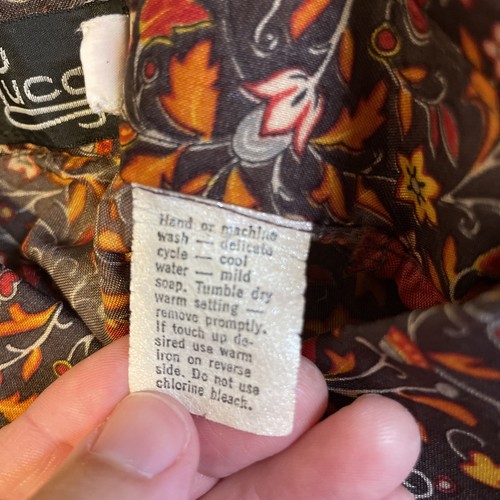 Hand or machine
wash — delicate
cycle — cool
water — mild
soap. Tumble dry
warm setting —
remove promptly.
If touch up de-
sired use warm
iron on reverse
side. Do not use
chlorine bleach.